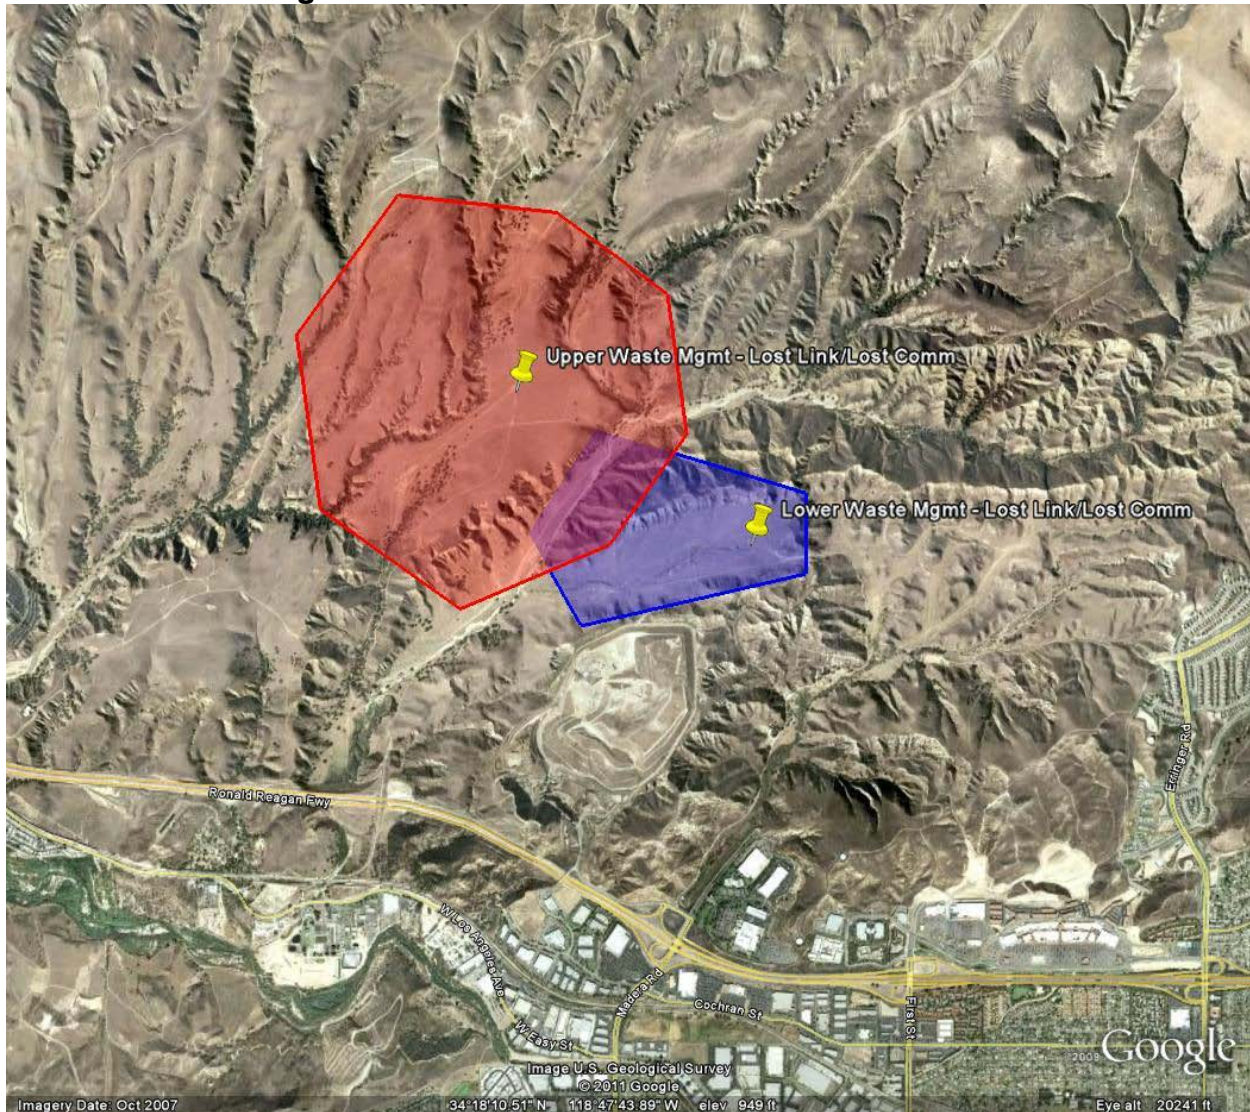 Upper Waste Mgmt - Lost Link/Lost Comm
Lower Waste Mgmt - Lost Link/Lost Comm
Erringer Rd
Ronald Reagan Fwy
W Los Angeles Ave
Madera Rd
Cochran St
First St
W Easy St
2009 Google
Image U.S. Geological Survey
© 2011 Google
Imagery Date: Oct 2007
34°18'10.51" N 118°47'43.89" W elev 949 ft
Eye alt 20241 ft